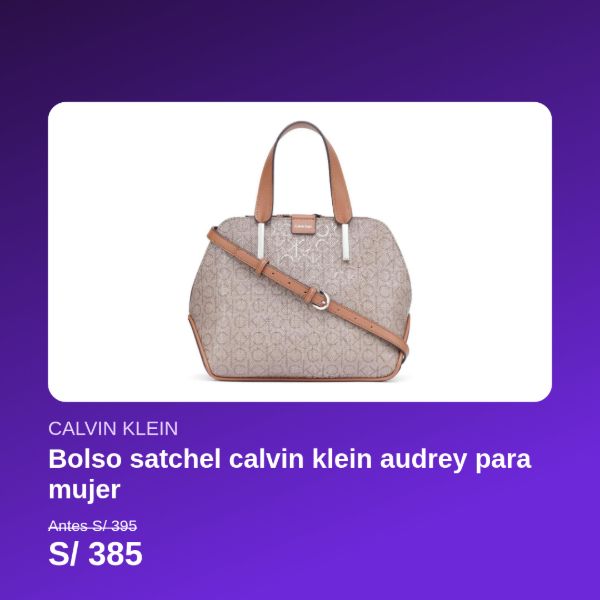 CALVIN KLEIN
Bolso satchel calvin klein audrey para
mujer
Antes S/ 395
S/ 385